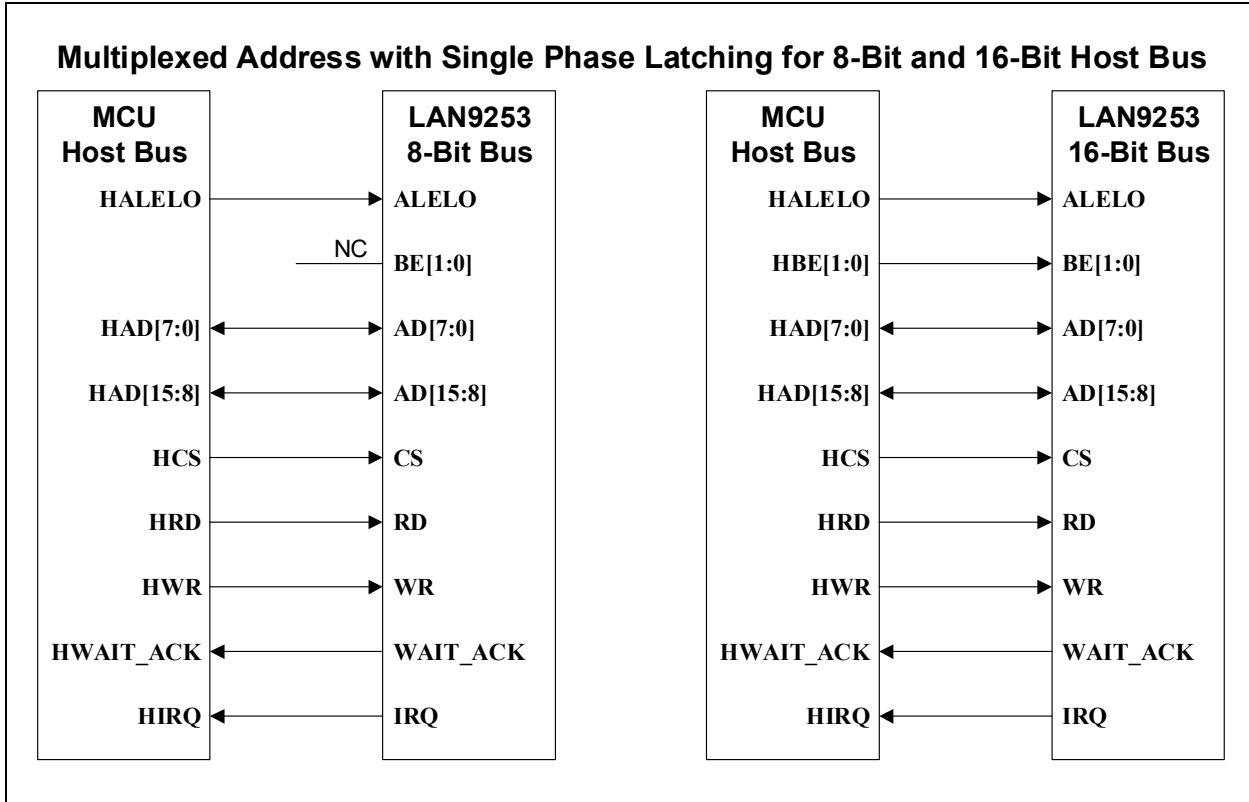 Multiplexed Address with Single Phase Latching for 8-Bit and 16-Bit Host Bus
MCU
Host Bus
LAN9253
8-Bit Bus
HALELO
ALELO
NC
BE[1:0]
HAD[7:0]
AD[7:0]
HAD[15:8]
AD[15:8]
HCS
CS
HRD
RD
HWR
WR
HWAIT_ACK
WAIT_ACK
HIRQ
IRQ
MCU
Host Bus
LAN9253
16-Bit Bus
HALELO
ALELO
HBE[1:0]
BE[1:0]
HAD[7:0]
AD[7:0]
HAD[15:8]
AD[15:8]
HCS
CS
HRD
RD
HWR
WR
HWAIT_ACK
WAIT_ACK
HIRQ
IRQ